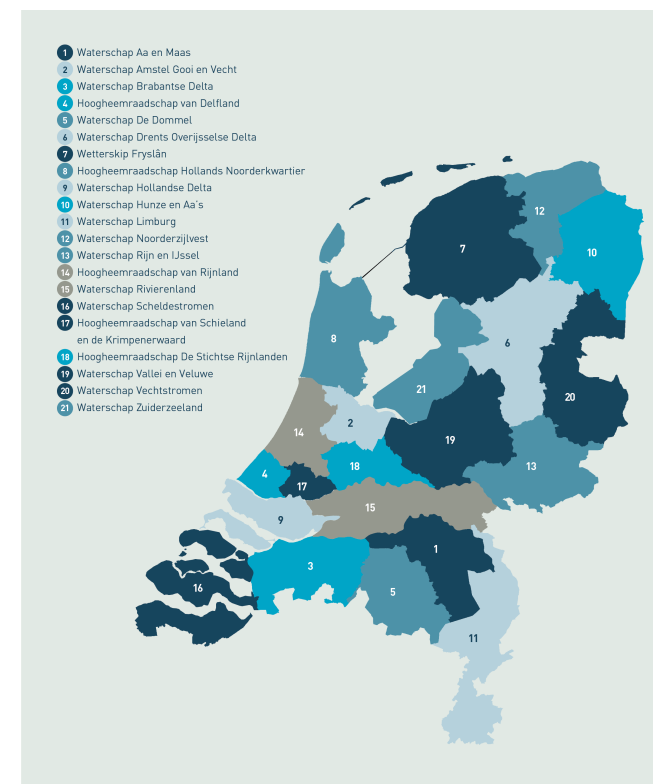 1 Waterschap Aa en Maas
2 Waterschap Amstel Gooi en Vecht
3 Waterschap Brabantse Delta
4 Hoogheemraadschap van Delfland
5 Waterschap De Dommel
6 Waterschap Drents Overijsselse Delta
7 Wetterskip Fryslân
8 Hoogheemraadschap Hollands Noorderkwartier
9 Waterschap Hollandse Delta
10 Waterschap Hunze en Aa's
11 Waterschap Limburg
12 Waterschap Noorderzijlvest
13 Waterschap Rijn en IJssel
14 Hoogheemraadschap van Rijnland
15 Waterschap Rivierenland
16 Waterschap Scheldestromen
17 Hoogheemraadschap van Schieland
en de Krimpenerwaard
18 Hoogheemraadschap De Stichtse Rijnlanden
19 Waterschap Vallei en Veluwe
20 Waterschap Vechtstromen
21 Waterschap Zuiderzeeland
12
7
10
8
6
21
20
2
14
19
18
13
4
17
15
9
1
3
16
5
11